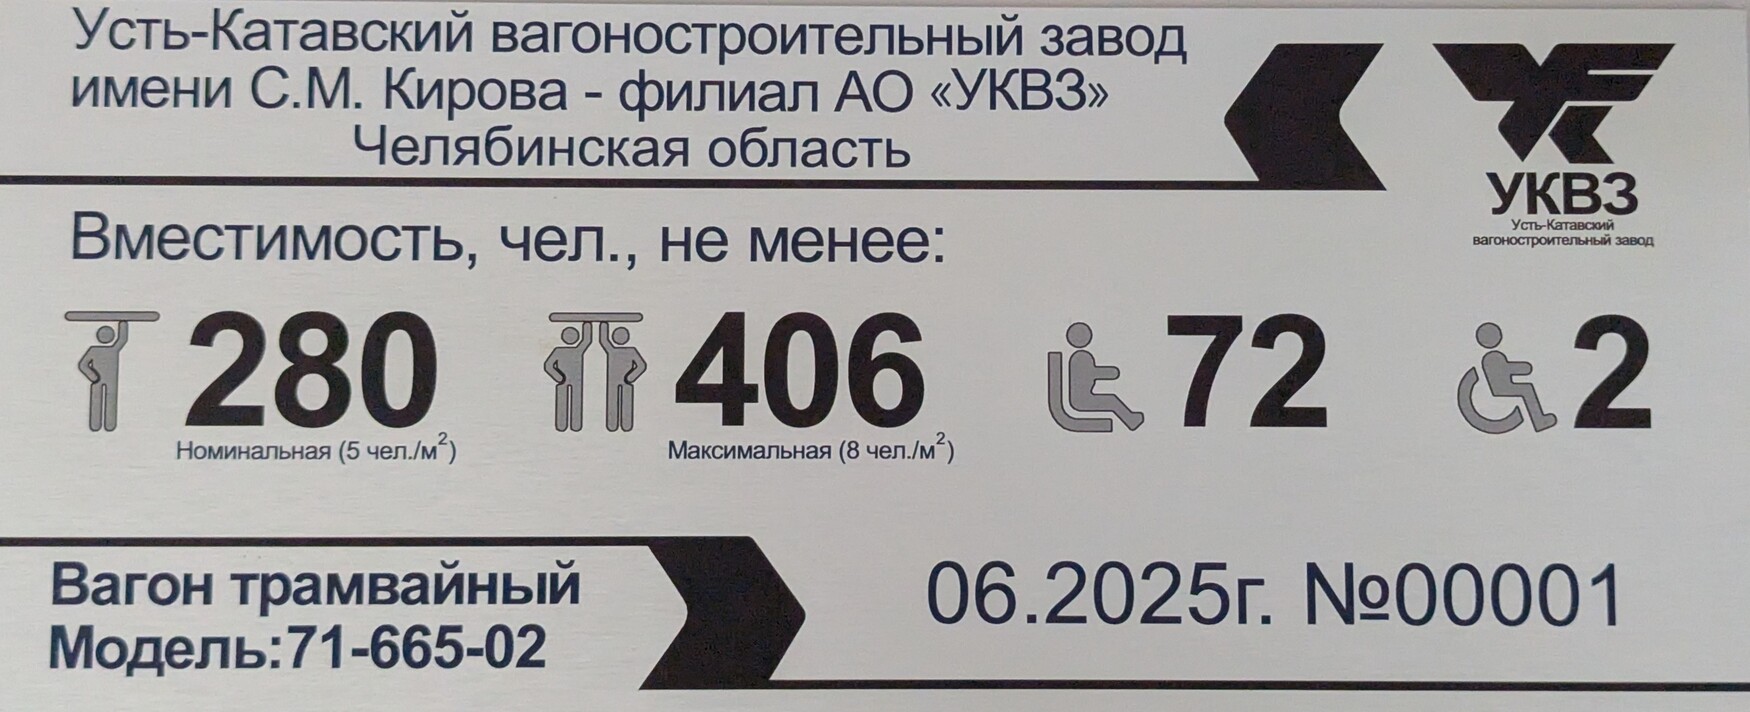 Усть-Катавский вагоностроительный завод
имени С.М. Кирова - филиал АО «УКВЗ»
Челябинская область
УКВЗ
Усть-Катавский
вагоностроительный завод
Вместимость, чел., не менее:
280
Номинальная (5 чел./м²)
406
Максимальная (8 чел./м²)
72
2
Вагон трамвайный
Модель:71-665-02
06.2025г. №00001